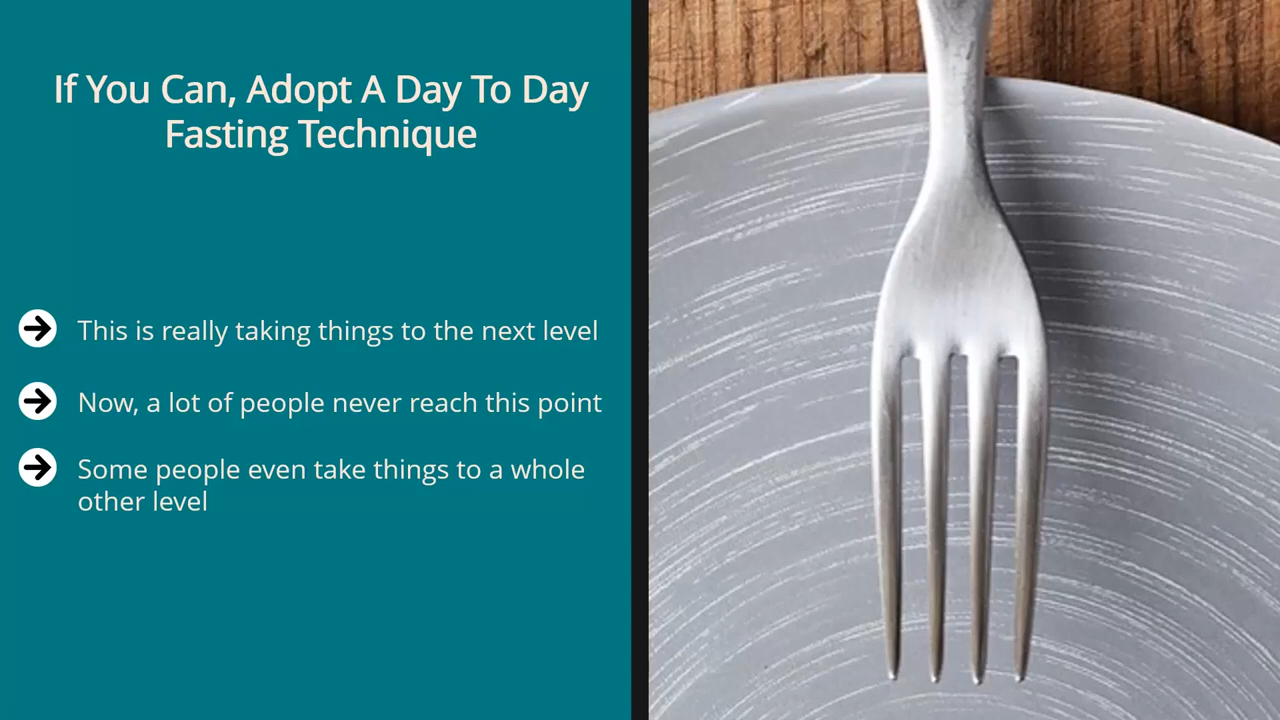 If You Can, Adopt A Day To Day
Fasting Technique
This is really taking things to the next level
Now, a lot of people never reach this point
Some people even take things to a whole
other level